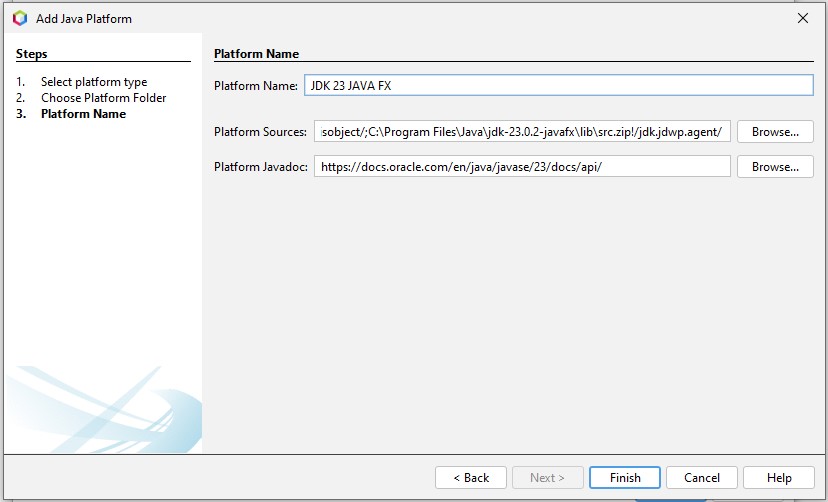 Add Java Platform
Steps
1. Select platform type
2. Choose Platform Folder
3. Platform Name
Platform Name
Platform Name: JDK 23 JAVA FX
Platform Sources: isobject/;C:\Program Files\Java\jdk-23.0.2-javafx\lib\src.zip!/jdk.jdwp.agent/ Browse...
Platform Javadoc: https://docs.oracle.com/en/java/javase/23/docs/api/ Browse...
< Back Next > Finish Cancel Help